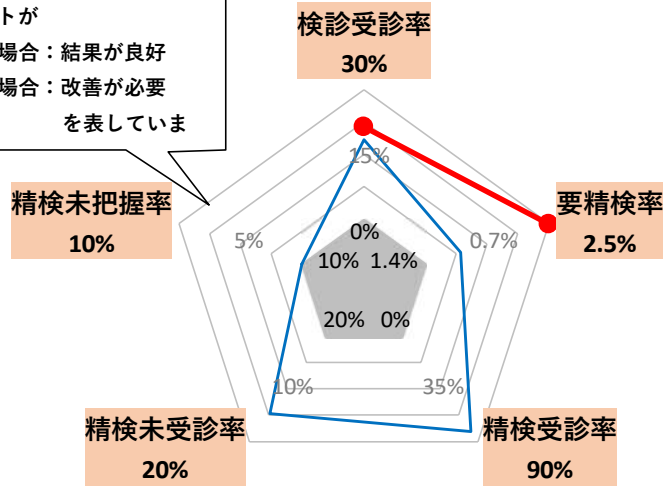 トが
場合：結果が良好
場合：改善が必要
を表していま
検診受診率
30%
15%
精検未把握率
10%
5%
要精検率
2.5%
0.7%
0%
10% 1.4%
20% 0%
10%
35%
精検未受診率
20%
精検受診率
90%